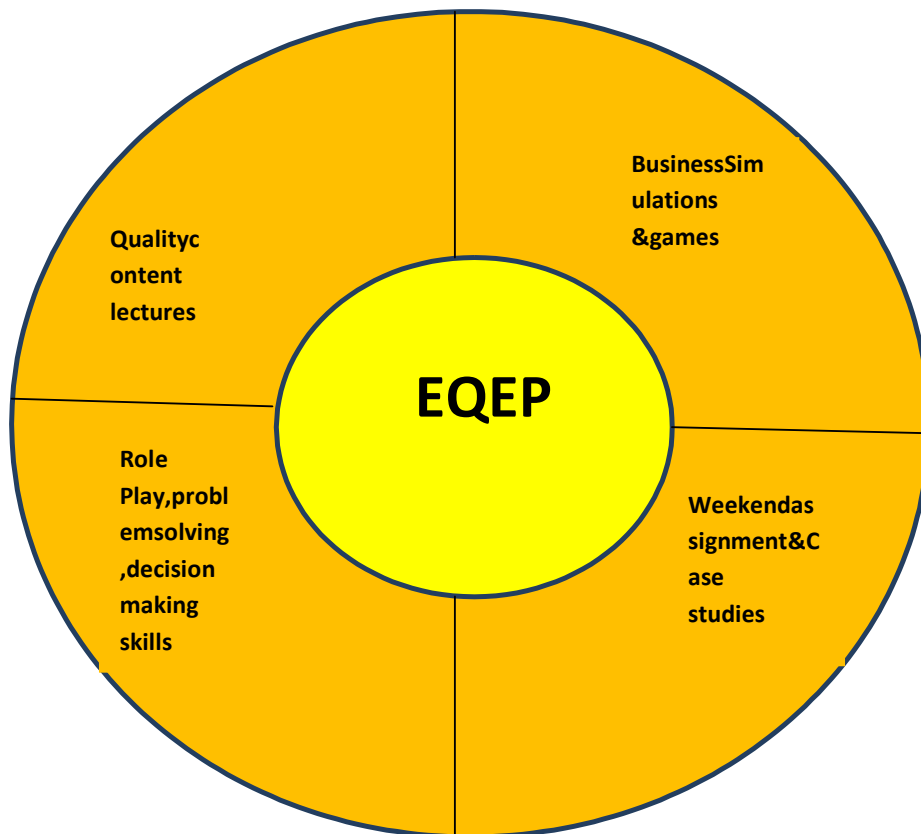 BusinessSim
ulations
&games
Qualityc
ontent
lectures
EQEP
Role
Play,probl
emsolving
,decision
making
skills
Weekendas
signment&C
ase
studies